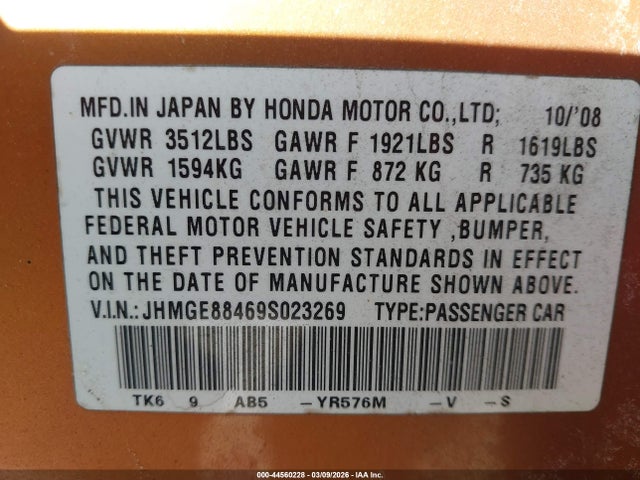 MFD.IN JAPAN BY HONDA MOTOR CO.,LTD; 10/'08
GVWR 3512LBS GAWR F 1921LBS R 1619LBS
GVWR 1594KG GAWR F 872 KG R 735 KG
THIS VEHICLE CONFORMS TO ALL APPLICABLE
FEDERAL MOTOR VEHICLE SAFETY ,BUMPER,
AND THEFT PREVENTION STANDARDS IN EFFECT
ON THE DATE OF MANUFACTURE SHOWN ABOVE.
V.I.N.: JHMGE88469S023269 TYPE:PASSENGER CAR
TK6 9 AB5 -YR576M -V -S
000-44560228 - 03/09/2026 - IAA Inc.